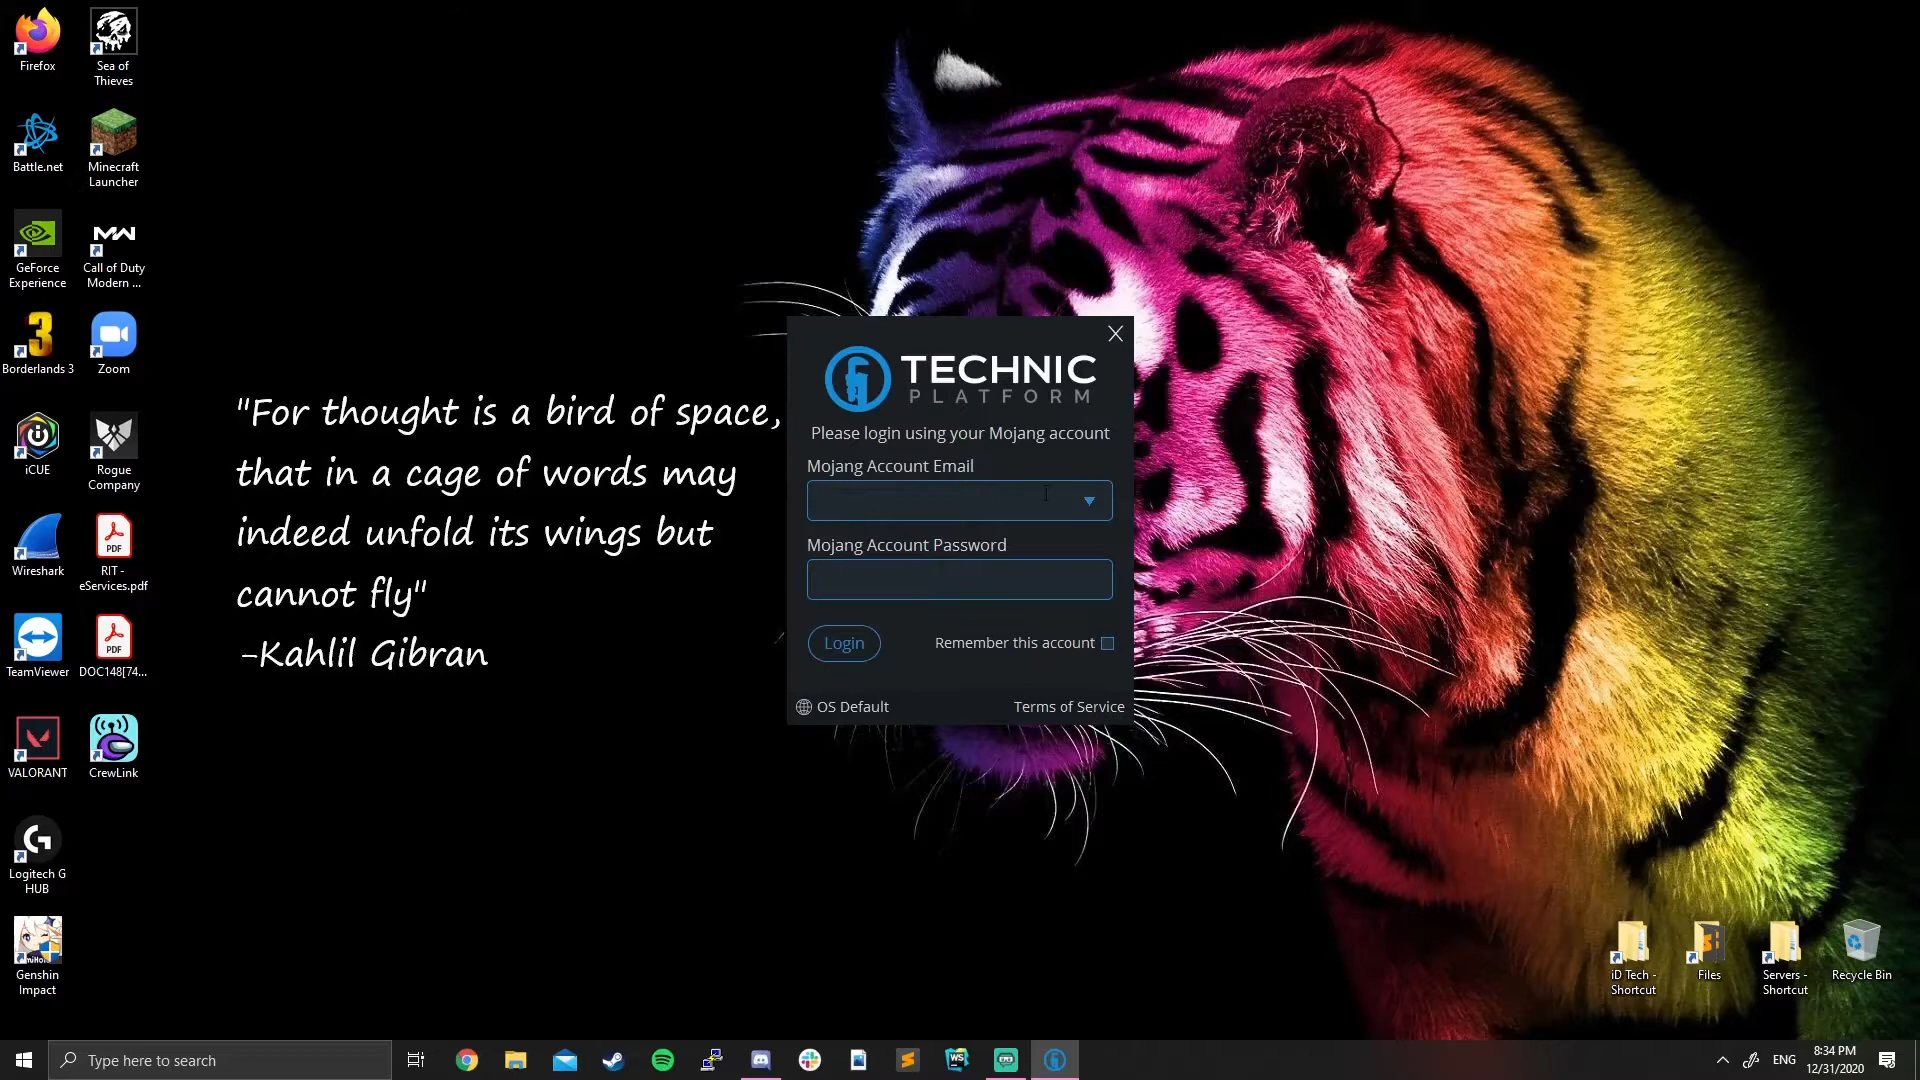 Firefox
Sea of
Thieves
Battle.net
Minecraft
Launcher
GeForce
Experience
Call of Duty
Modern ...
Borderlands 3
Zoom
iCUE
Rogue
Company
Wireshark
RIT -
eServices.pdf
TeamViewer
DOC148[74...
VALORANT
CrewLink
Logitech G
HUB
Genshin
Impact
"For thought is a bird of space,
that in a cage of words may
indeed unfold its wings but
cannot fly"
-Kahlil Gibran
TECHNIC
PLATFORM
Please login using your Mojang account
Mojang Account Email
Mojang Account Password
Login
Remember this account
OS Default
Terms of Service
iD Tech -
Shortcut
Files
Servers -
Shortcut
Recycle Bin
Type here to search
ENG
8:34 PM
12/31/2020